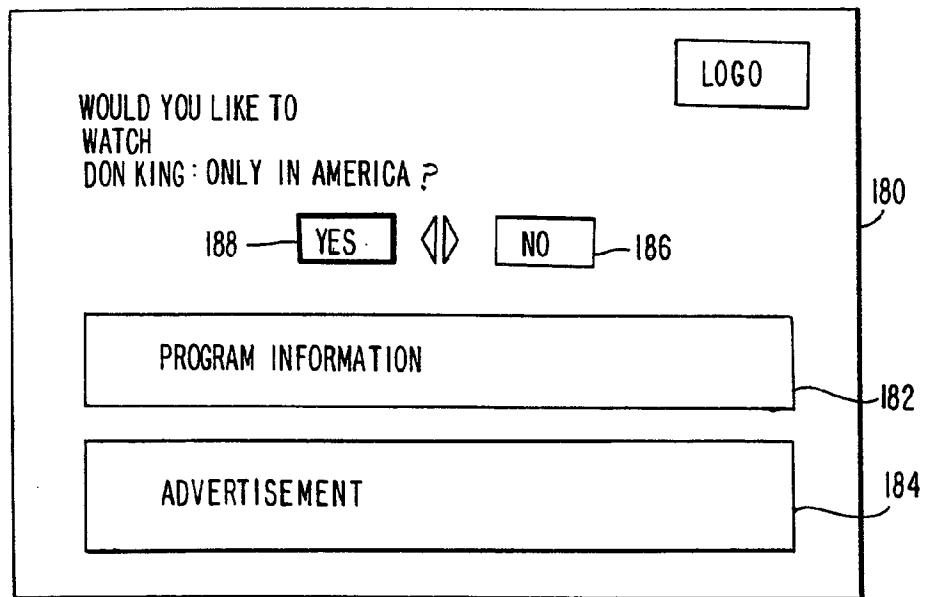 LOGO
WOULD YOU LIKE TO
WATCH
DON KING: ONLY IN AMERICA?
180
188 YES NO 186
PROGRAM INFORMATION
182
ADVERTISEMENT
184